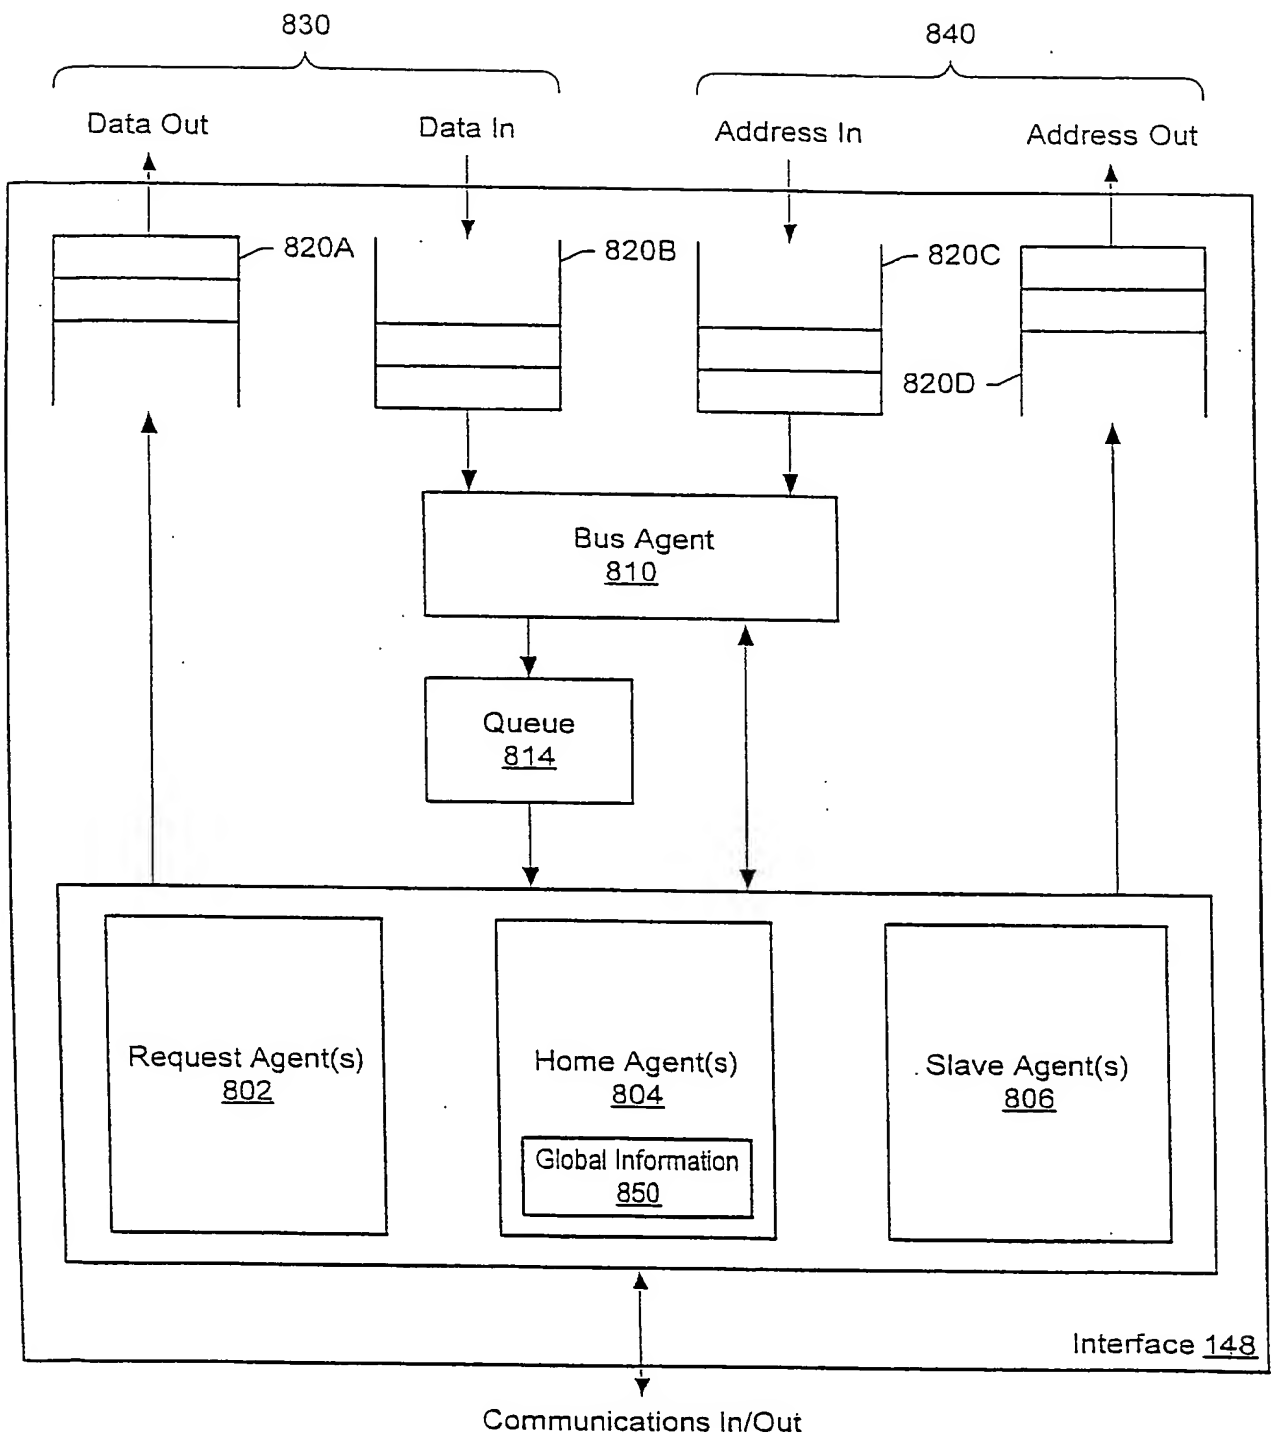 830
840
Data Out
Data In
Address In
Address Out
820A
820B
820C
820D
Bus Agent
810
Queue
814
Request Agent(s)
802
Home Agent(s)
804
Slave Agent(s)
806
Global Information
850
Interface 148
Communications In/Out